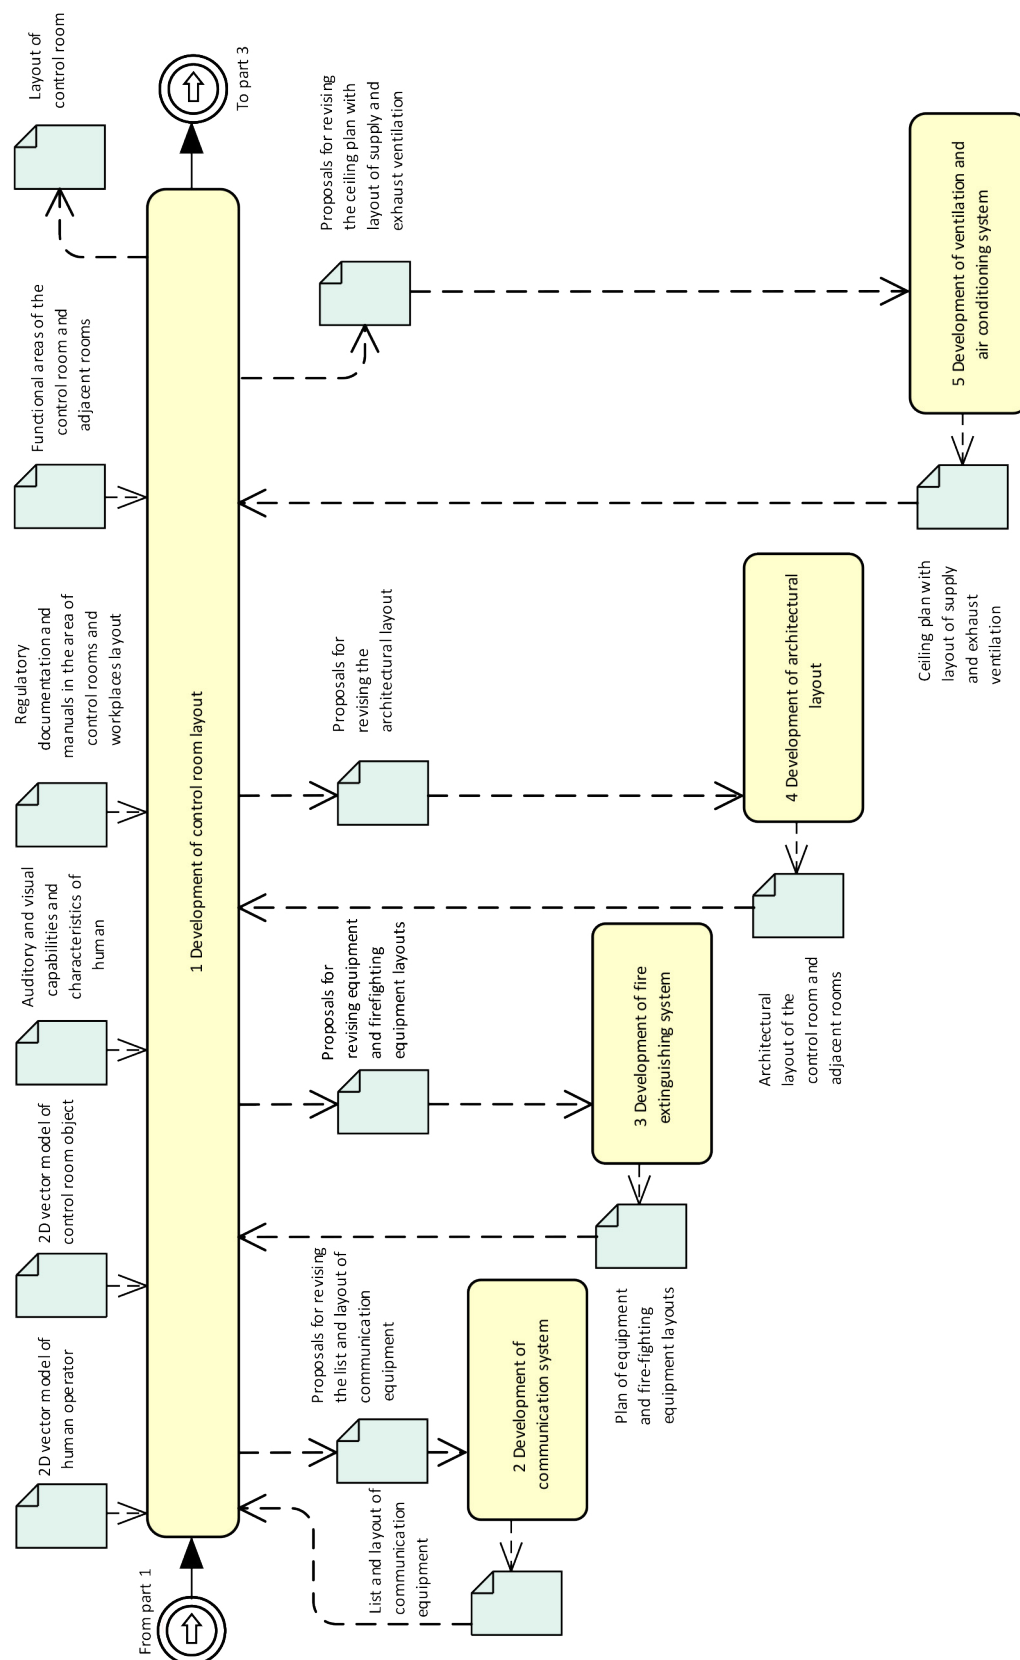 From part 1
2D vector model of
human operator
2D vector model of
control room object
Auditory and visual
capabilities and
characteristics of
human
Regulatory
documentation and
manuals in the area of
control rooms and
workplaces layout
Functional areas of the
control room and
adjacent rooms
Layout of
control room
To part 3
1 Development of control room layout
List and layout of
communication
equipment
Proposals for revising
the list and layout of
communication
equipment
Proposals for
revising equipment
and firefighting
equipment layouts
Proposals for
revising the
architectural layout
Proposals for revising
the ceiling plan with
layout of supply and
exhaust ventilation
2 Development of
communication system
Plan of equipment
and fire-fighting
equipment layouts
3 Development of fire
extinguishing system
Architectural
layout of the
control room and
adjacent rooms
4 Development of architectural
layout
Ceiling plan with
layout of supply
and exhaust
ventilation
5 Development of ventilation and
air conditioning system